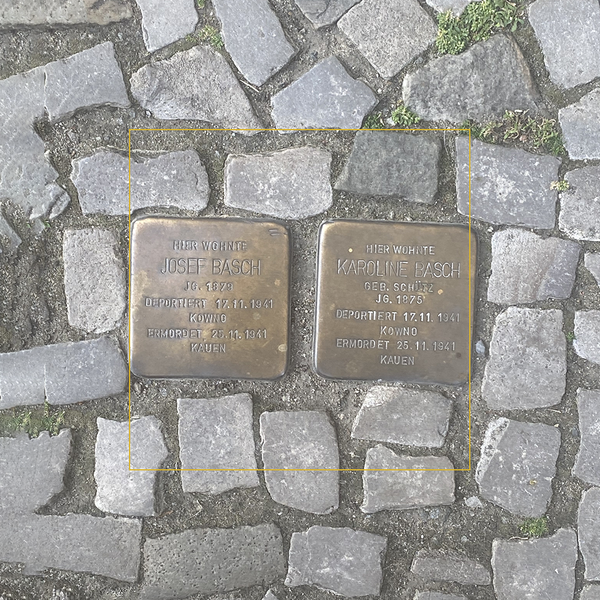 HIER WOHNTE
JOSEF BASCH
JG. 1879
DEPORTIERT 17.11.1941
KOWNO
ERMORDET 25.11.1941
KAUEN
HIER WOHNTE
KAROLINE BASCH
GEB. SCHÜTZ
JG. 1875
DEPORTIERT 17.11.1941
KOWNO
ERMORDET 25.11.1941
KAUEN